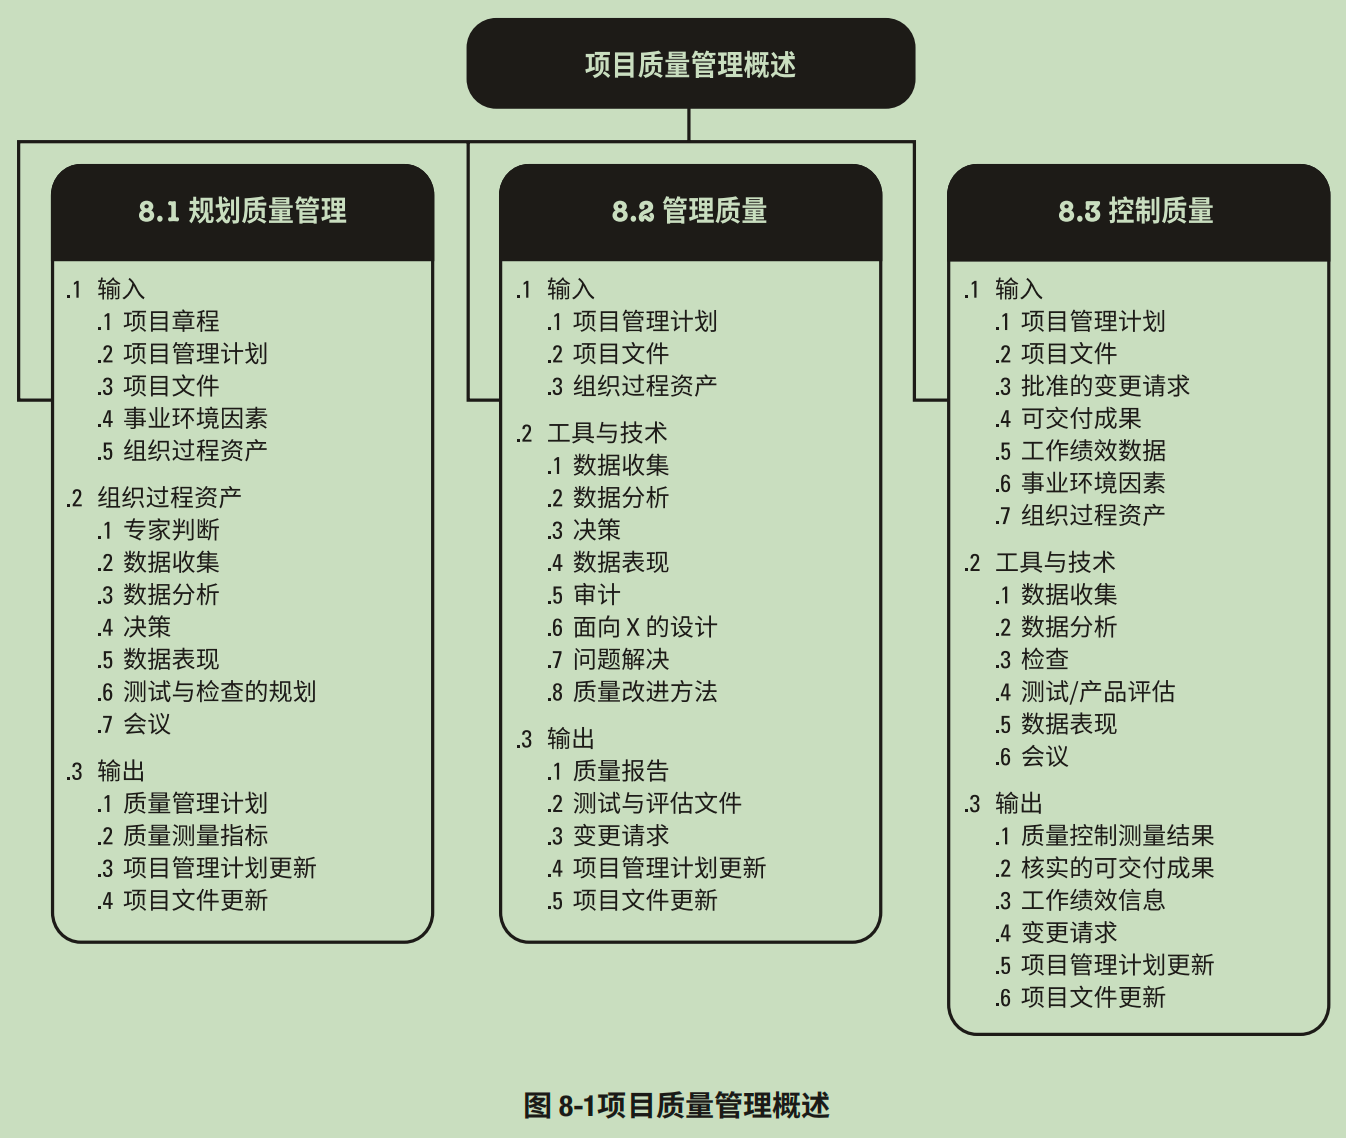 项目质量管理概述
8.1 规划质量管理
.1 输入
.1 项目章程
.2 项目管理计划
.3 项目文件
.4 事业环境因素
.5 组织过程资产
.2 组织过程资产
.1 专家判断
.2 数据收集
.3 数据分析
.4 决策
.5 数据表现
.6 测试与检查的规划
.7 会议
.3 输出
.1 质量管理计划
.2 质量测量指标
.3 项目管理计划更新
.4 项目文件更新
8.2 管理质量
.1 输入
.1 项目管理计划
.2 项目文件
.3 组织过程资产
.2 工具与技术
.1 数据收集
.2 数据分析
.3 决策
.4 数据表现
.5 审计
.6 面向 X 的设计
.7 问题解决
.8 质量改进方法
.3 输出
.1 质量报告
.2 测试与评估文件
.3 变更请求
.4 项目管理计划更新
.5 项目文件更新
8.3 控制质量
.1 输入
.1 项目管理计划
.2 项目文件
.3 批准的变更请求
.4 可交付成果
.5 工作绩效数据
.6 事业环境因素
.7 组织过程资产
.2 工具与技术
.1 数据收集
.2 数据分析
.3 检查
.4 测试/产品评估
.5 数据表现
.6 会议
.3 输出
.1 质量控制测量结果
.2 核实的可交付成果
.3 工作绩效信息
.4 变更请求
.5 项目管理计划更新
.6 项目文件更新
图 8-1项目质量管理概述